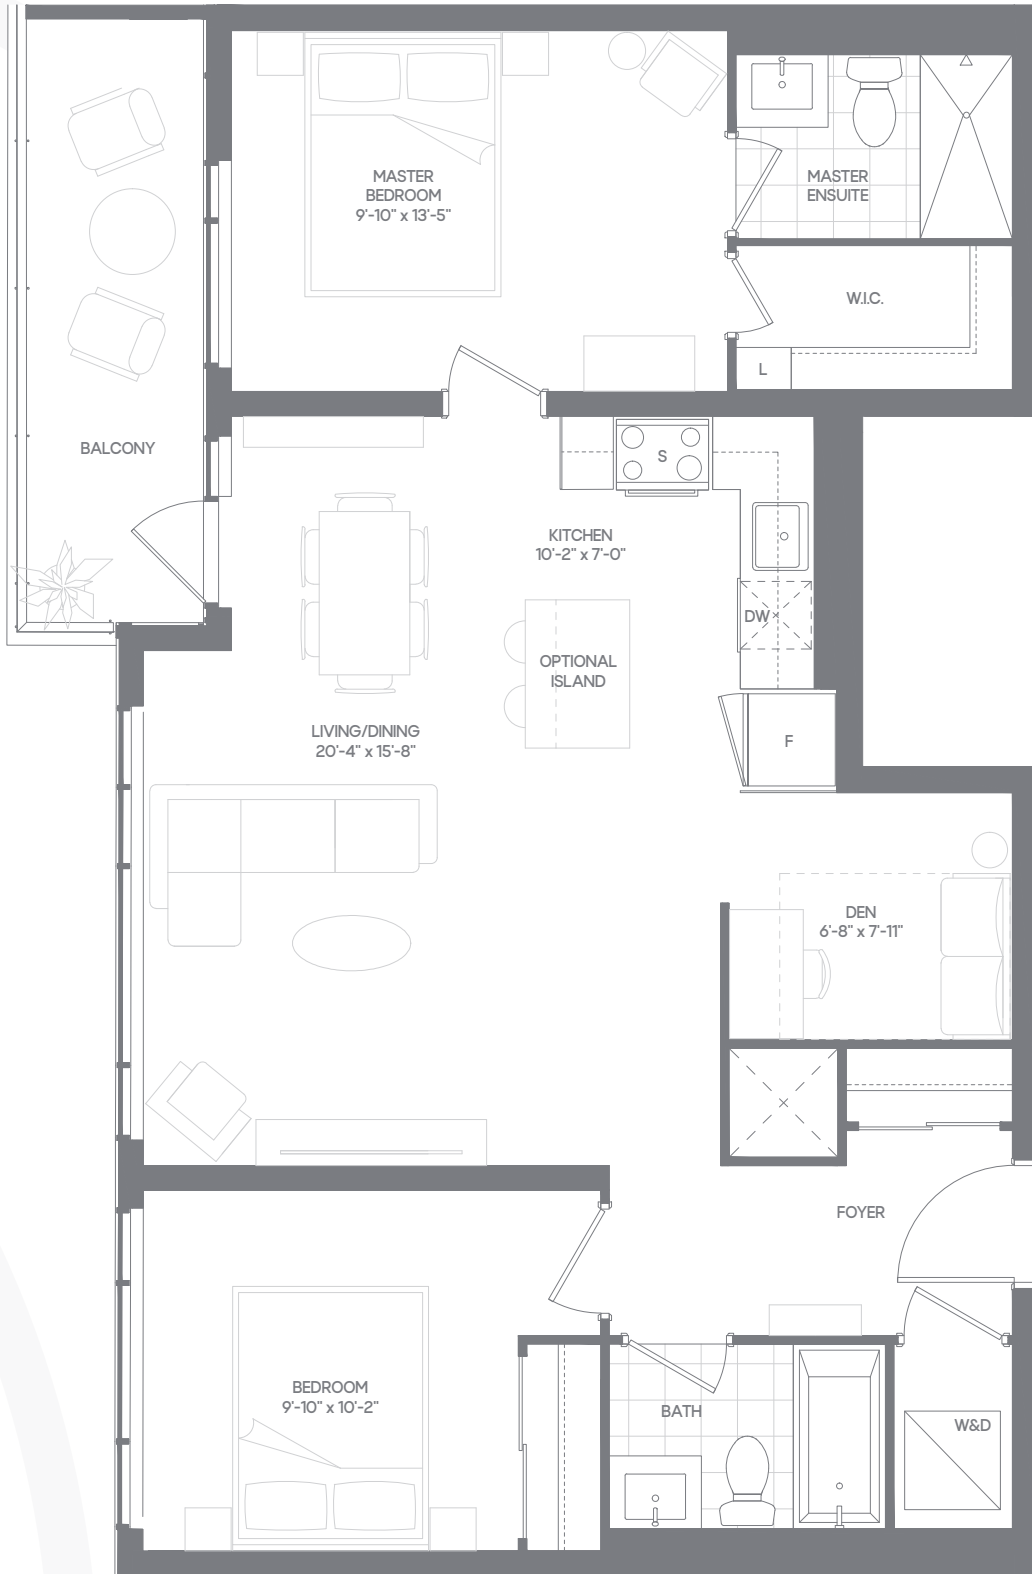 MASTER
BEDROOM
9'-10" x 13'-5"
MASTER
ENSUITE
W.I.C.
L
BALCONY
S
KITCHEN
10'-2" x 7'-0"
DW
OPTIONAL
ISLAND
LIVING/DINING
20'-4" x 15'-8"
F
DEN
6'-8" x 7'-11"
FOYER
BEDROOM
9'-10" x 10'-2"
BATH
W&D